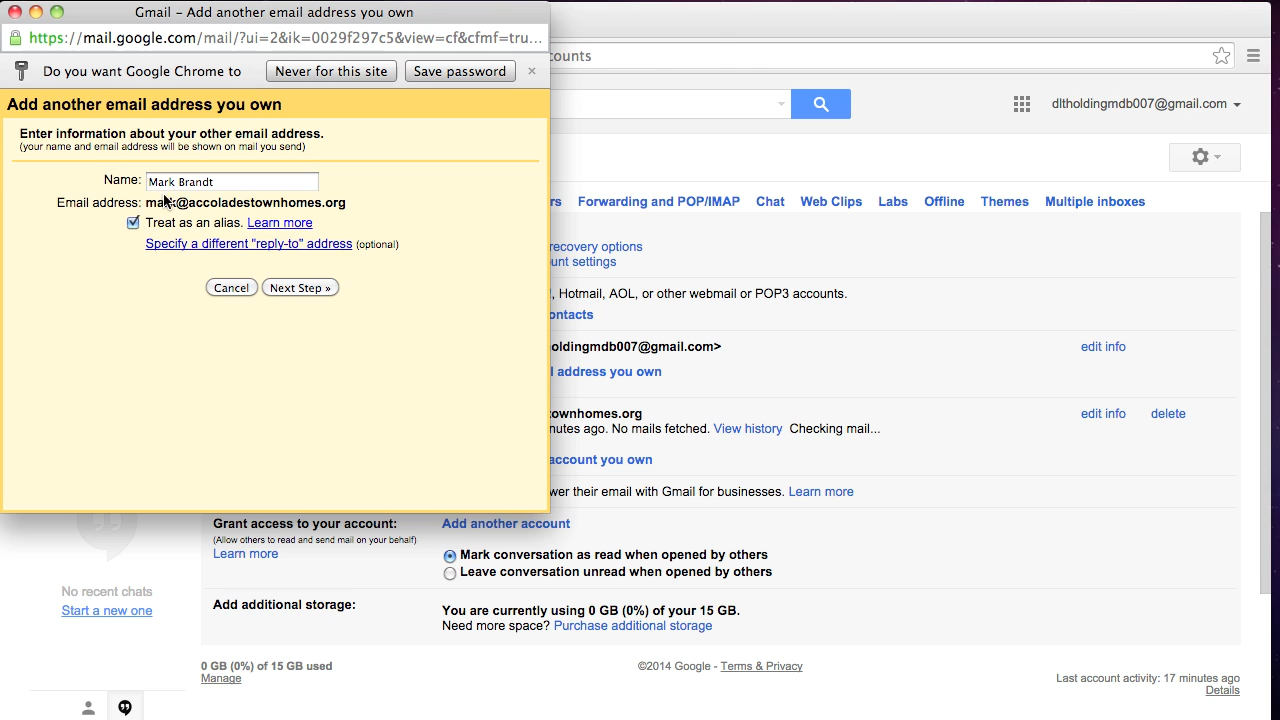 Gmail – Add another email address you own
https://mail.google.com/mail/?ui=2&ik=0029f297c5&view=cf&cfmf=tru...
counts
Do you want Google Chrome to
Never for this site
Save password
×
Add another email address you own
dltholdingmdb007@gmail.com
Enter information about your other email address.
(your name and email address will be shown on mail you send)
Name: Mark Brandt
Email address: mark@accoladestownhomes.org
Treat as an alias. Learn more
Specify a different "reply-to" address (optional)
Cancel
Next Step »
rs Forwarding and POP/IMAP Chat Web Clips Labs Offline Themes Multiple inboxes
recovery options
unt settings
, Hotmail, AOL, or other webmail or POP3 accounts.
ontacts
oldingmdb007@gmail.com>
edit info
l address you own
townhomes.org
edit info
delete
nutes ago. No mails fetched. View history Checking mail...
account you own
wer their email with Gmail for businesses. Learn more
Grant access to your account:
Add another account
(Allow others to read and send mail on your behalf)
Learn more
Mark conversation as read when opened by others
Leave conversation unread when opened by others
No recent chats
Start a new one
Add additional storage:
You are currently using 0 GB (0%) of your 15 GB.
Need more space? Purchase additional storage
0 GB (0%) of 15 GB used
Manage
©2014 Google - Terms & Privacy
Last account activity: 17 minutes ago
Details